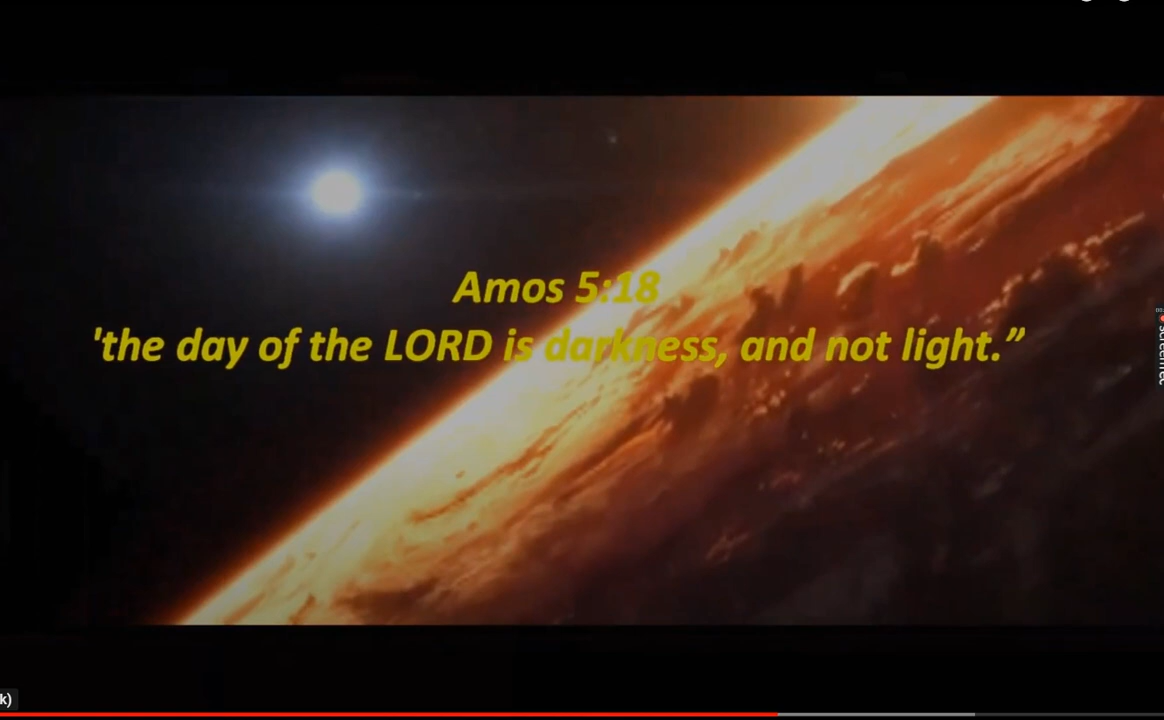 Amos 5:18
'the day of the LORD is darkness, and not light.”
k)